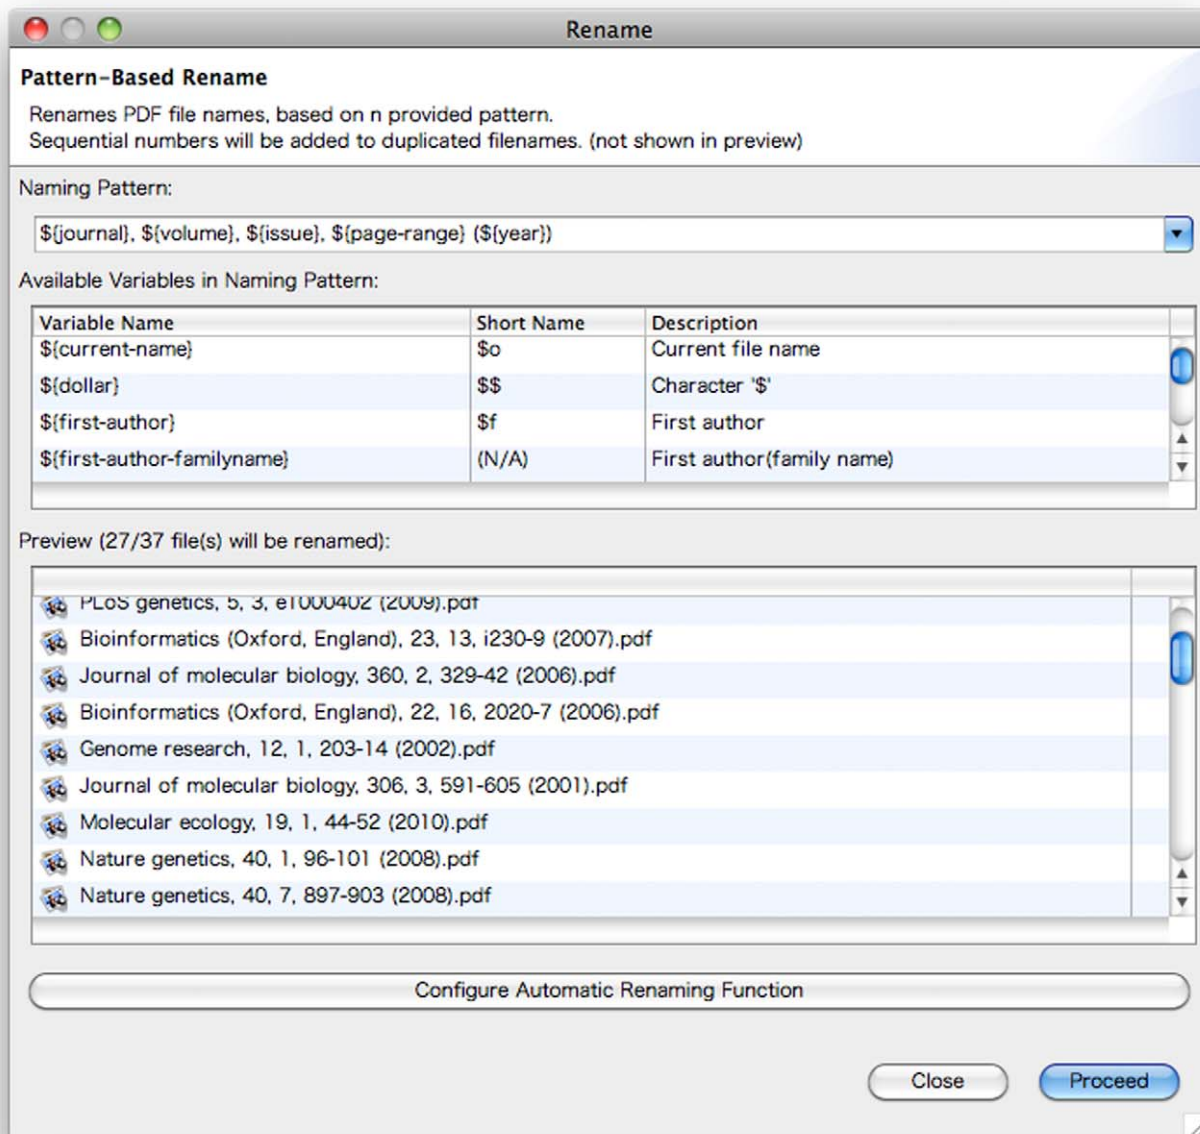 Rename
Pattern-Based Rename
Renames PDF file names, based on n provided pattern.
Sequential numbers will be added to duplicated filenames. (not shown in preview)
Naming Pattern:
${journal}, ${volume}, ${issue}, ${page-range} (${year})
Available Variables in Naming Pattern:
Variable Name Short Name Description
${current-name} $o Current file name
${dollar} $$ Character '$'
${first-author} $f First author
${first-author-familyname} (N/A) First author(family name)
Preview (27/37 file(s) will be renamed):
PLoS genetics, 5, 3, e1000402 (2009).pdf
Bioinformatics (Oxford, England), 23, 13, i230-9 (2007).pdf
Journal of molecular biology, 360, 2, 329-42 (2006).pdf
Bioinformatics (Oxford, England), 22, 16, 2020-7 (2006).pdf
Genome research, 12, 1, 203-14 (2002).pdf
Journal of molecular biology, 306, 3, 591-605 (2001).pdf
Molecular ecology, 19, 1, 44-52 (2010).pdf
Nature genetics, 40, 1, 96-101 (2008).pdf
Nature genetics, 40, 7, 897-903 (2008).pdf
Configure Automatic Renaming Function
Close Proceed